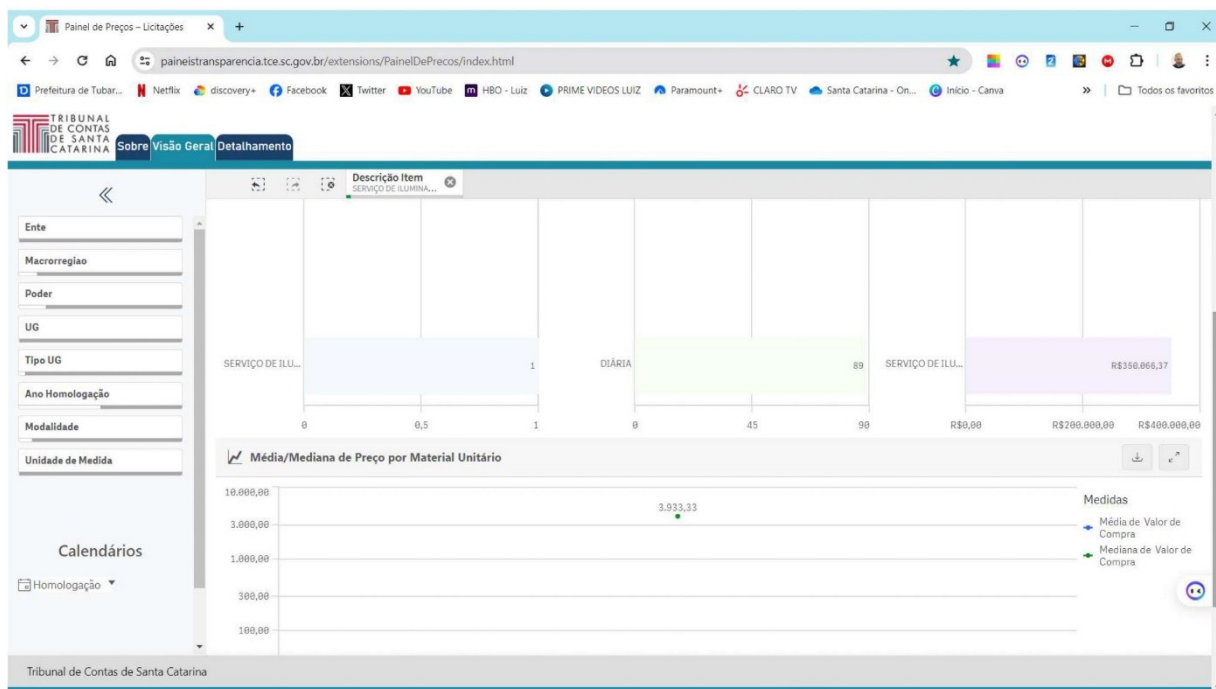 Painel de Preços – Licitações
paineistransparencia.tce.sc.gov.br/extensions/PainelDePrecos/index.html
Prefeitura de Tubar... Netflix discovery+ Facebook Twitter YouTube HBO - Luiz PRIME VIDEOS LUIZ Paramount+ CLARO TV Santa Catarina - On... Início - Canva » Todos os favoritos
TRIBUNAL
DE CONTAS
DE SANTA
CATARINA
Sobre Visão Geral Detalhamento
Descrição Item
SERVIÇO DE ILUMINA...
Ente
Macrorregiao
Poder
UG
Tipo UG
Ano Homologação
Modalidade
Unidade de Medida
Calendários
Homologação
SERVIÇO DE ILU... 1 DIÁRIA 89 SERVIÇO DE ILU... R$350.066,37
0 0,5 1 0 45 90 R$0,00 R$200.000,00 R$400.000,00
Média/Mediana de Preço por Material Unitário
10.000,00
3.933,33
3.000,00
1.000,00
300,00
100,00
Medidas
Média de Valor de
Compra
Mediana de Valor de
Compra
Tribunal de Contas de Santa Catarina